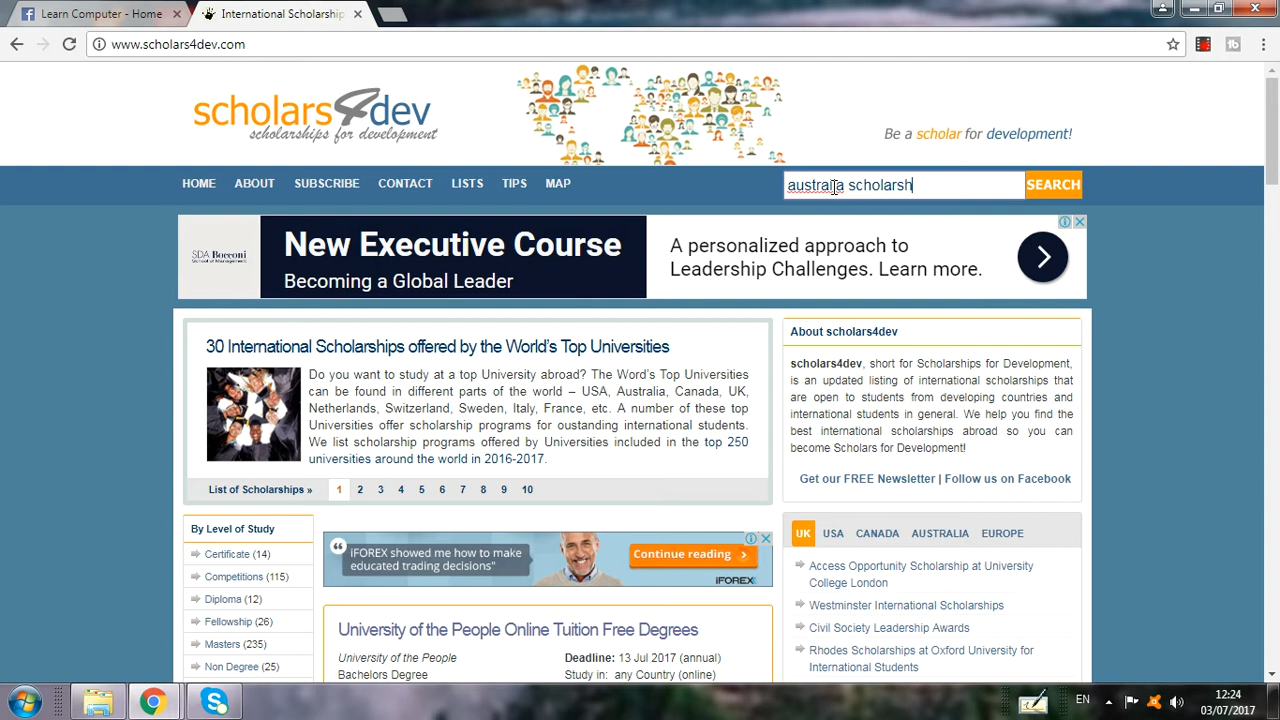 Learn Computer - Home
International Scholarship
www.scholars4dev.com
scholars4dev
scholarships for development
Be a scholar for development!
HOME ABOUT SUBSCRIBE CONTACT LISTS TIPS MAP
australia scholarsh
SEARCH
SDA Bocconi
New Executive Course
Becoming a Global Leader
A personalized approach to
Leadership Challenges. Learn more.
30 International Scholarships offered by the World's Top Universities
Do you want to study at a top University abroad? The Word's Top Universities
can be found in different parts of the world – USA, Australia, Canada, UK,
Netherlands, Switzerland, Sweden, Italy, France, etc. A number of these top
Universities offer scholarship programs for oustanding international students.
We list scholarship programs offered by Universities included in the top 250
universities around the world in 2016-2017.
List of Scholarships » 1 2 3 4 5 6 7 8 9 10
About scholars4dev
scholars4dev, short for Scholarships for Development,
is an updated listing of international scholarships that
are open to students from developing countries and
international students in general. We help you find the
best international scholarships abroad so you can
become Scholars for Development!
Get our FREE Newsletter | Follow us on Facebook
By Level of Study
Certificate (14)
Competitions (115)
Diploma (12)
Fellowship (26)
Masters (235)
Non Degree (25)
iFOREX showed me how to make
educated trading decisions"
Continue reading
iFOREX
University of the People Online Tuition Free Degrees
University of the People
Bachelors Degree
Deadline: 13 Jul 2017 (annual)
Study in: any Country (online)
UK USA CANADA AUSTRALIA EUROPE
Access Opportunity Scholarship at University
College London
Westminster International Scholarships
Civil Society Leadership Awards
Rhodes Scholarships at Oxford University for
International Students
EN
12:24
03/07/2017